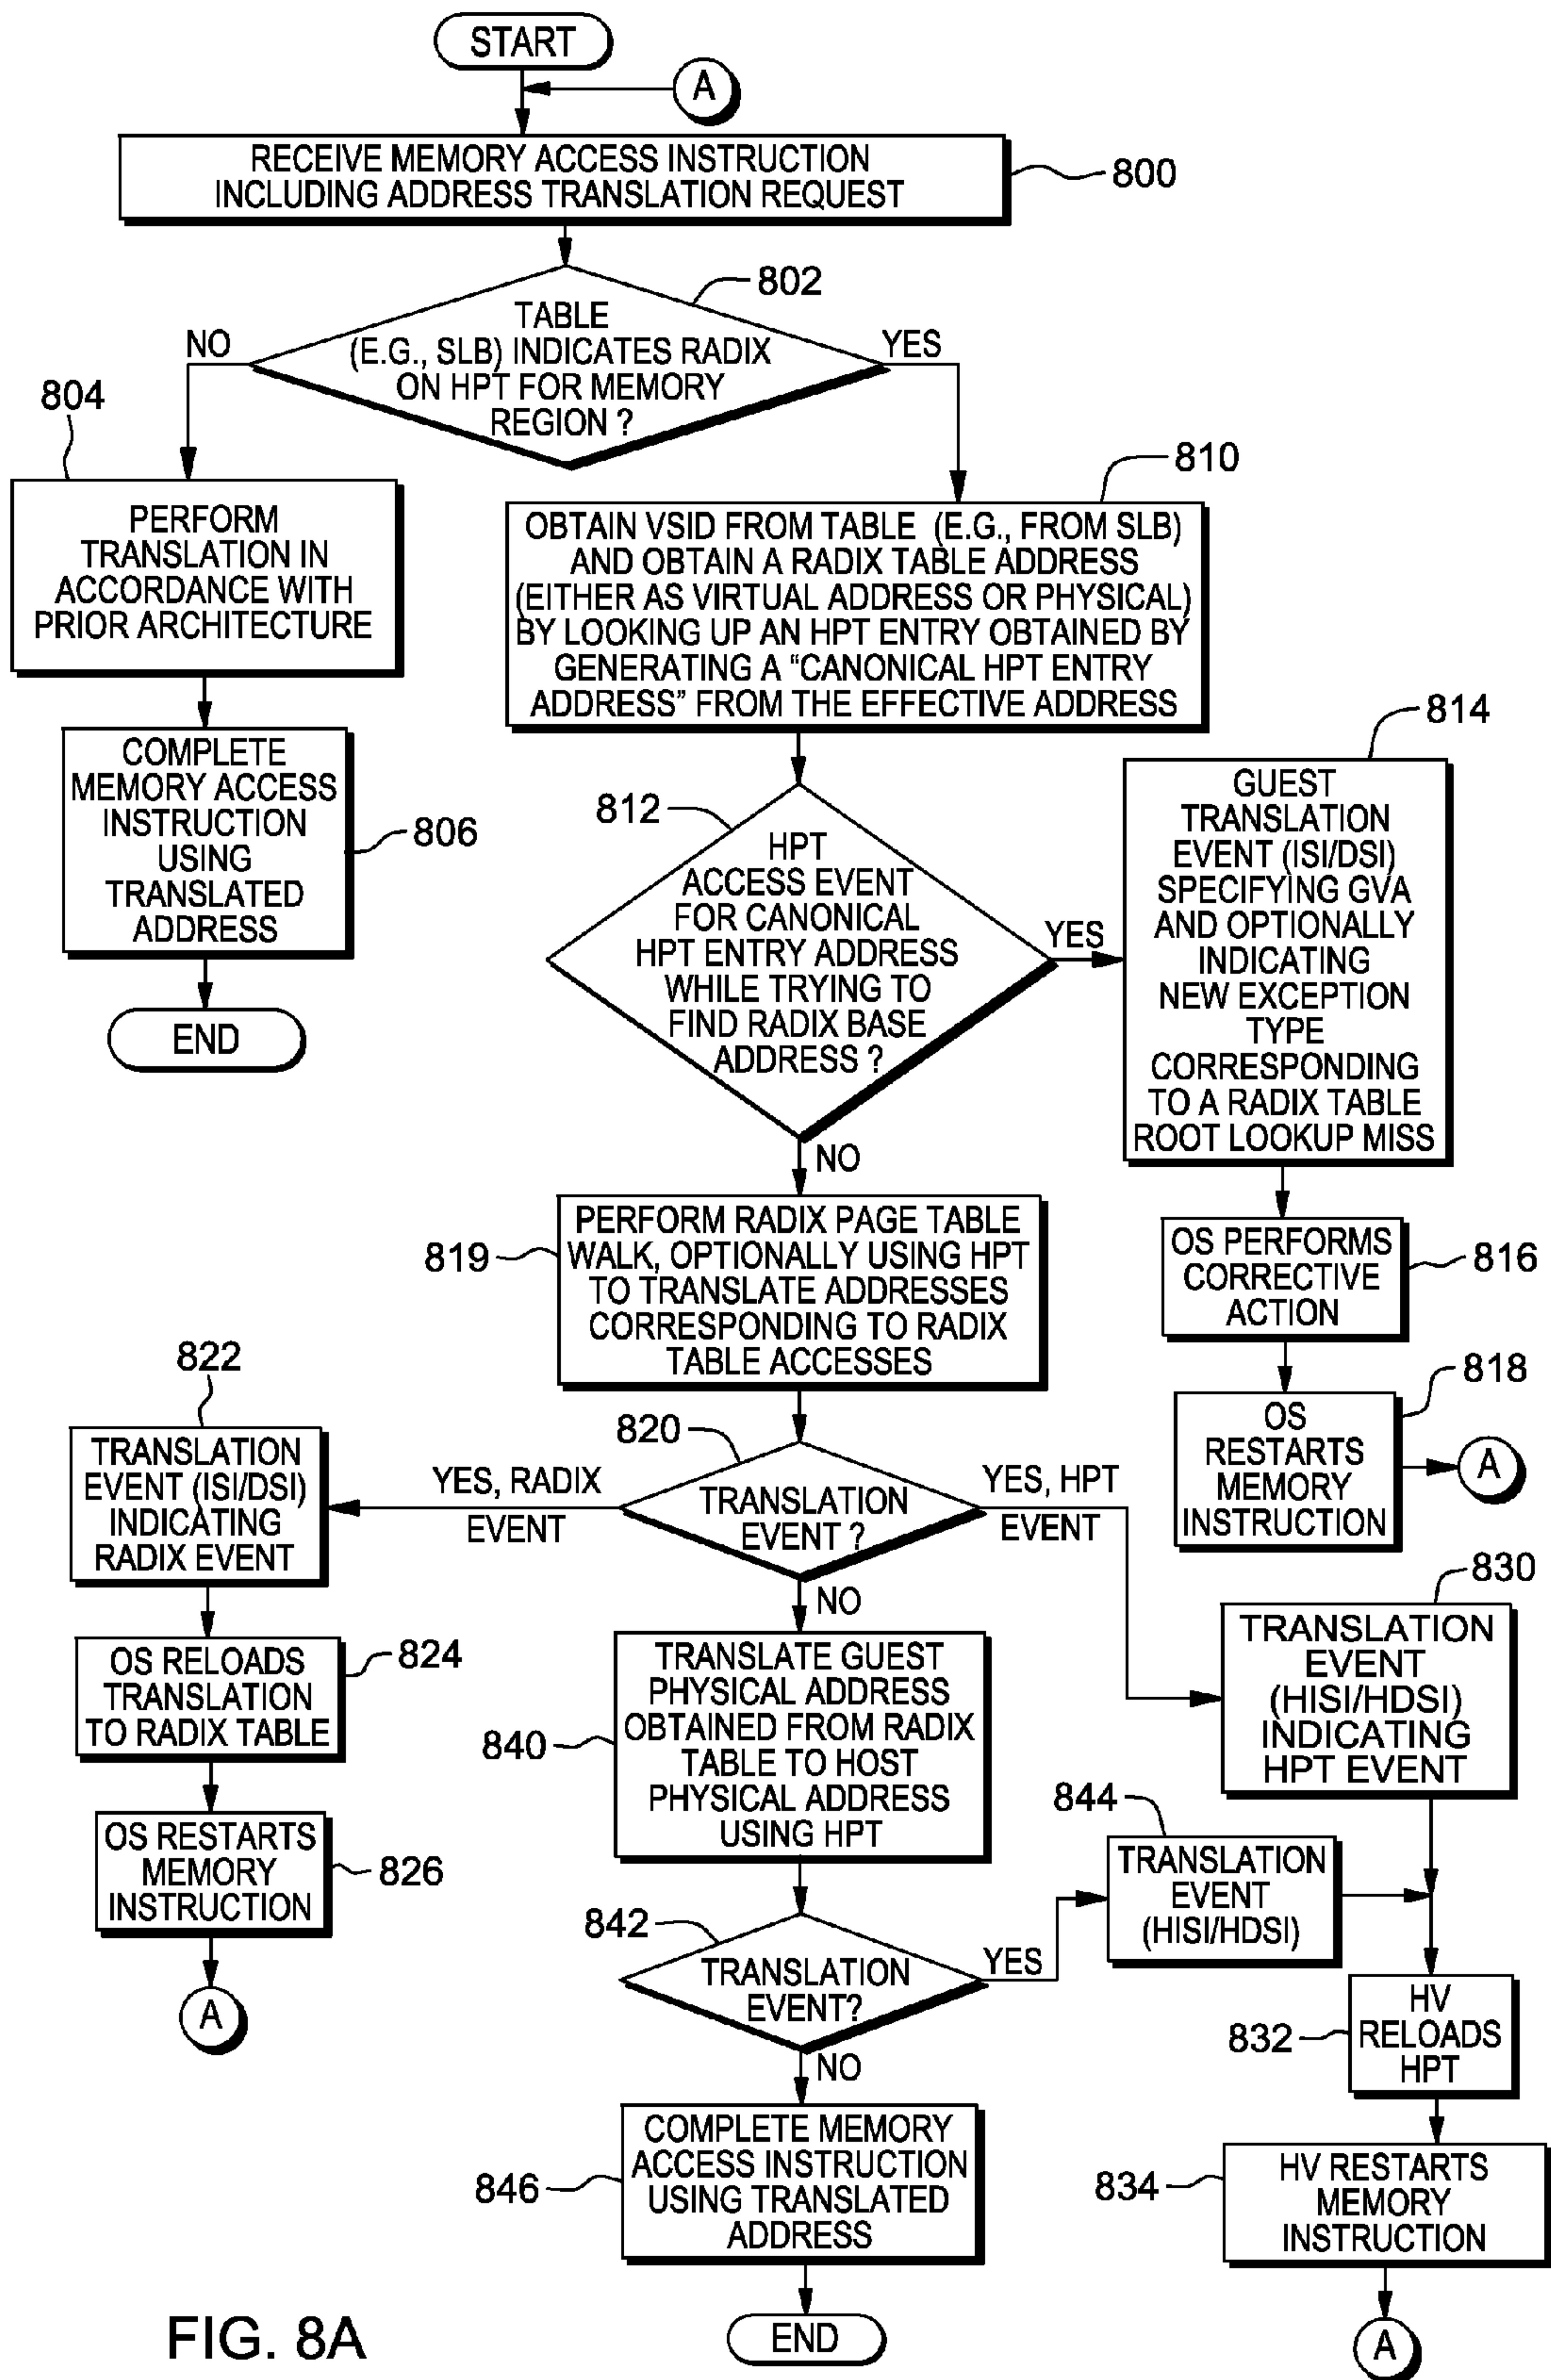 START
A
RECEIVE MEMORY ACCESS INSTRUCTION
INCLUDING ADDRESS TRANSLATION REQUEST
800
802
TABLE
(E.G., SLB) INDICATES RADIX
ON HPT FOR MEMORY
REGION ?
NO
YES
804
PERFORM
TRANSLATION IN
ACCORDANCE WITH
PRIOR ARCHITECTURE
COMPLETE
MEMORY ACCESS
INSTRUCTION
USING
TRANSLATED
ADDRESS
806
END
810
OBTAIN VSID FROM TABLE (E.G., FROM SLB)
AND OBTAIN A RADIX TABLE ADDRESS
(EITHER AS VIRTUAL ADDRESS OR PHYSICAL)
BY LOOKING UP AN HPT ENTRY OBTAINED BY
GENERATING A “CANONICAL HPT ENTRY
ADDRESS” FROM THE EFFECTIVE ADDRESS
812
HPT
ACCESS EVENT
FOR CANONICAL
HPT ENTRY ADDRESS
WHILE TRYING TO
FIND RADIX BASE
ADDRESS ?
YES
NO
814
GUEST
TRANSLATION
EVENT (ISI/DSI)
SPECIFYING GVA
AND OPTIONALLY
INDICATING
NEW EXCEPTION
TYPE
CORRESPONDING
TO A RADIX TABLE
ROOT LOOKUP MISS
OS PERFORMS
CORRECTIVE
ACTION
816
818
OS
RESTARTS
MEMORY
INSTRUCTION
A
819
PERFORM RADIX PAGE TABLE
WALK, OPTIONALLY USING HPT
TO TRANSLATE ADDRESSES
CORRESPONDING TO RADIX
TABLE ACCESSES
820
TRANSLATION
EVENT ?
YES, RADIX
EVENT
YES, HPT
EVENT
NO
822
TRANSLATION
EVENT (ISI/DSI)
INDICATING
RADIX EVENT
OS RELOADS
TRANSLATION
TO RADIX TABLE
824
OS RESTARTS
MEMORY
INSTRUCTION
826
A
830
TRANSLATION
EVENT
(HISI/HDSI)
INDICATING
HPT EVENT
840
TRANSLATE GUEST
PHYSICAL ADDRESS
OBTAINED FROM RADIX
TABLE TO HOST
PHYSICAL ADDRESS
USING HPT
842
TRANSLATION
EVENT?
YES
NO
844
TRANSLATION
EVENT
(HISI/HDSI)
832
HV
RELOADS
HPT
834
HV RESTARTS
MEMORY
INSTRUCTION
A
846
COMPLETE MEMORY
ACCESS INSTRUCTION
USING TRANSLATED
ADDRESS
END
FIG. 8A